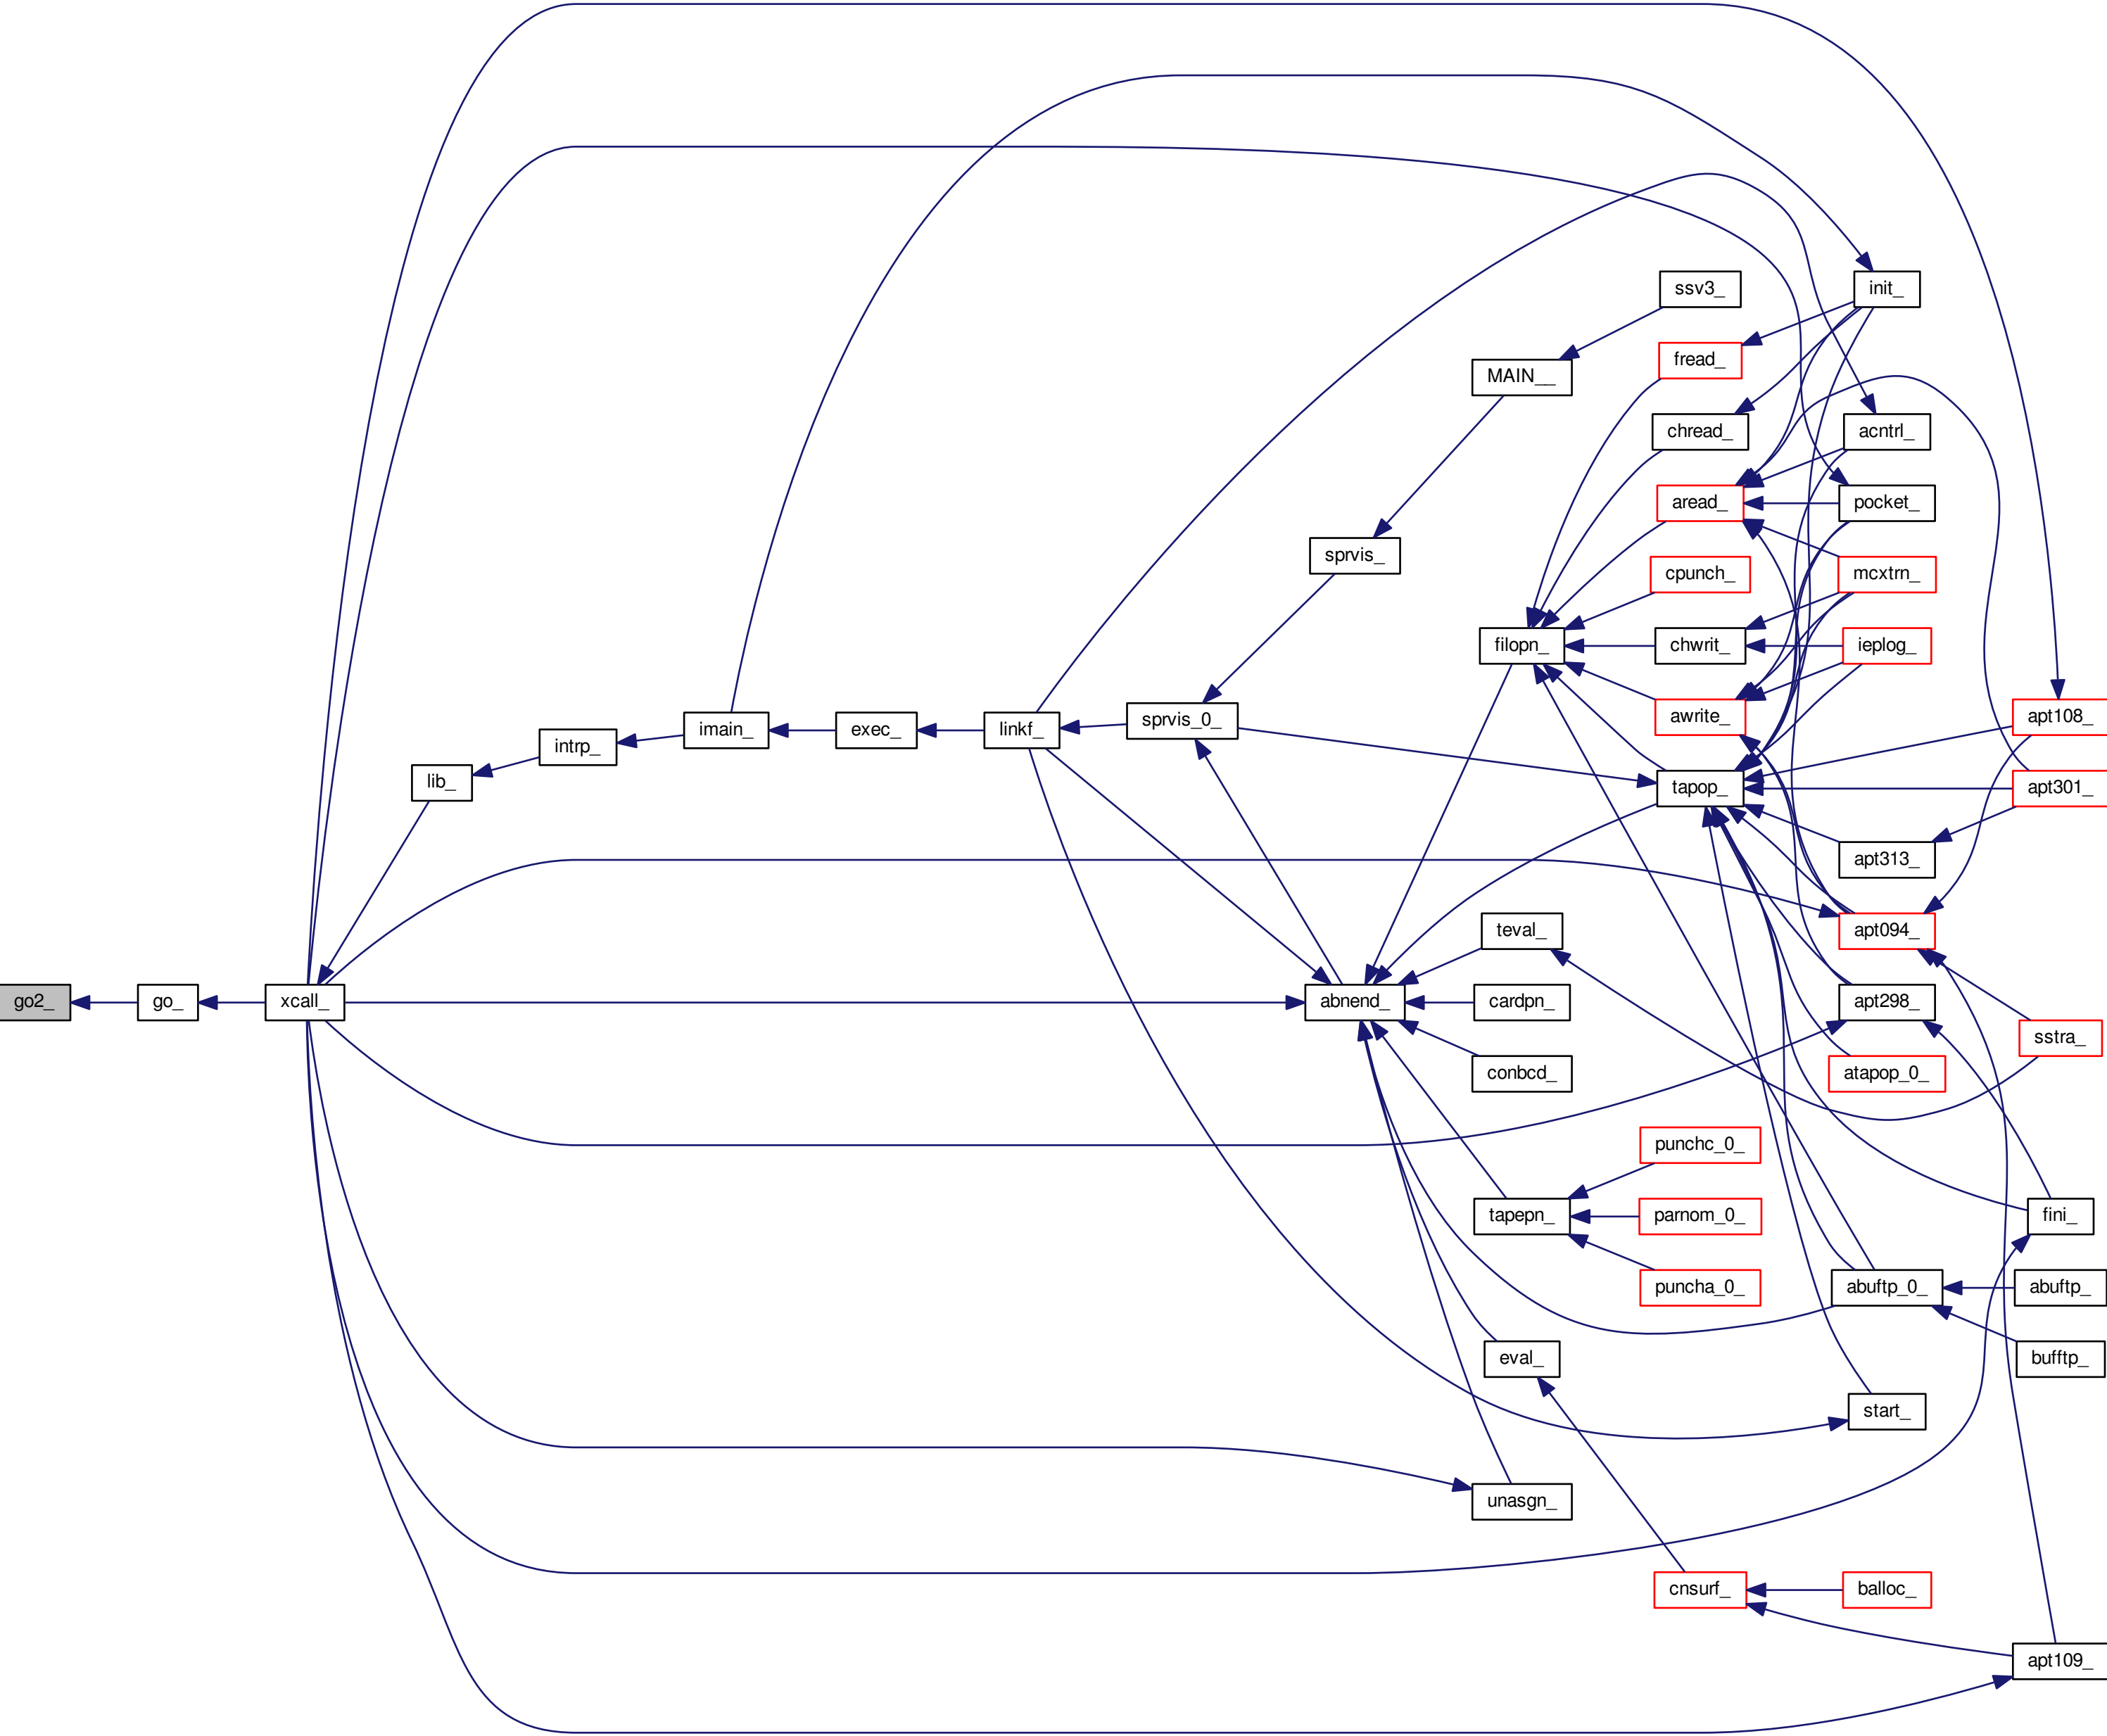 ssv3_
init_
fread_
MAIN__
chread_
acntrl_
aread_
pocket_
sprvis_
cpunch_
mcxtrn_
filopn_
chwrit_
ieplog_
awrite_
apt108_
sprvis_0_
linkf_
exec_
imain_
intrp_
lib_
tapop_
apt301_
apt313_
teval_
apt094_
go2_
go_
xcall_
abnend_
cardpn_
apt298_
sstra_
conbcd_
atapop_0_
punchc_0_
tapepn_
parnom_0_
fini_
puncha_0_
abuftp_0_
abuftp_
eval_
bufftp_
start_
unasgn_
cnsurf_
balloc_
apt109_